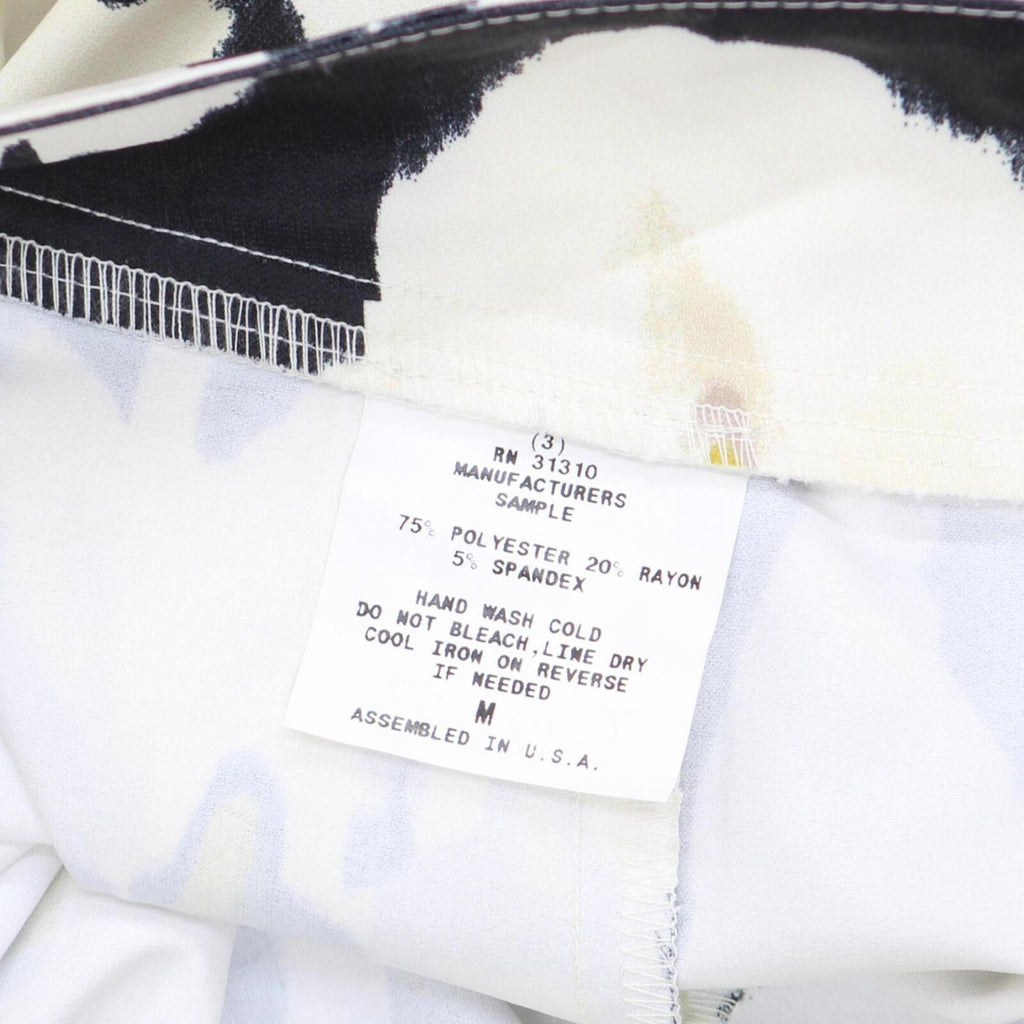 (3)
RN 31310
MANUFACTURERS
SAMPLE
75% POLYESTER 20% RAYON
5% SPANDEX
HAND WASH COLD
DO NOT BLEACH,LINE DRY
COOL IRON ON REVERSE
IF NEEDED
M
ASSEMBLED IN U.S.A.